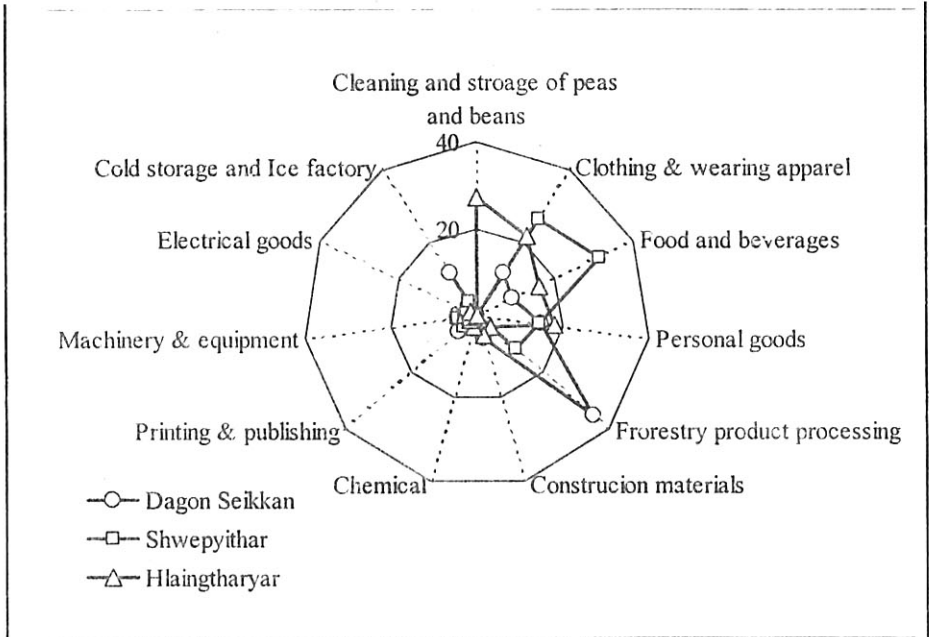 Cleaning and stroage of peas
and beans
40
Cold storage and Ice factory
Clothing & wearing apparel
20
Electrical goods
Food and beverages
0
Machinery & equipment
Personal goods
Printing & publishing
Frorestry product processing
Chemical
Construcion materials
Dagon Seikkan
Shwepyithar
Hlaingtharyar